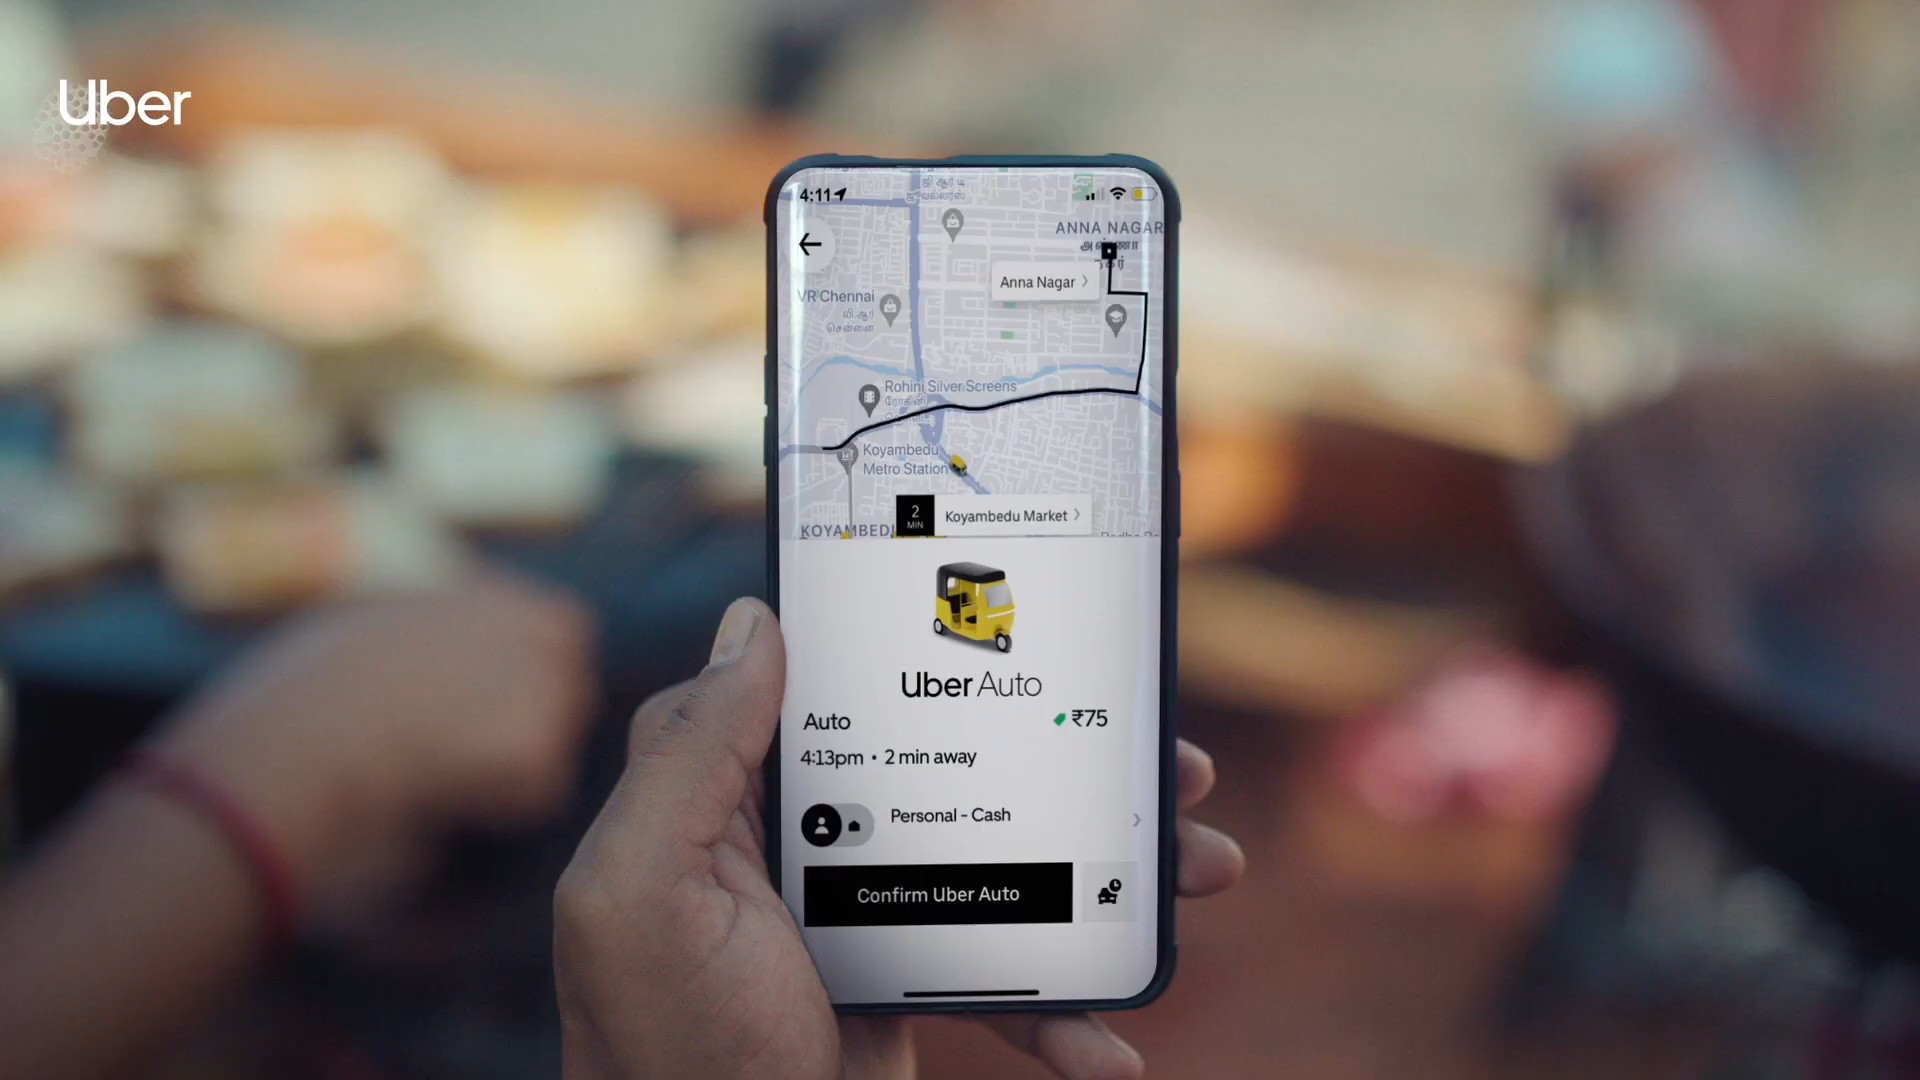 Uber
4:11
ANNA NAGAR
Anna Nagar
VR Chennai
வி.ஆர்
சென்னை
Rohini Silver Screens
ரோகிணி
Koyambedu
Metro Station
2
MIN
Koyambedu Market
KOYAMBEDU
Uber Auto
Auto
₹75
4:13pm • 2 min away
Personal - Cash
Confirm Uber Auto